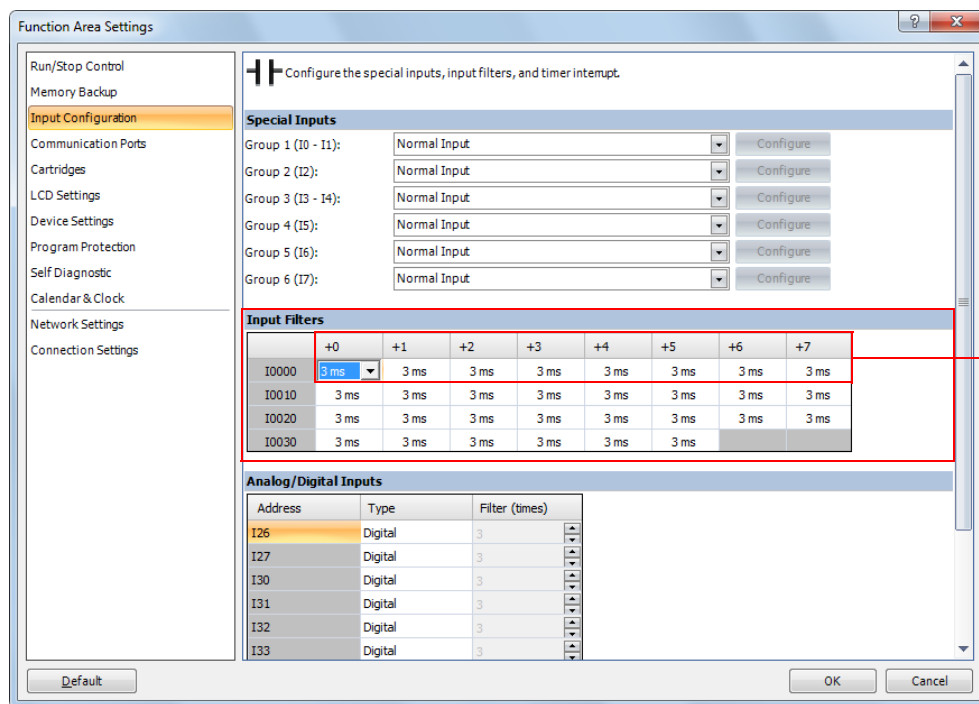 Function Area Settings
Run/Stop Control
Memory Backup
Input Configuration
Communication Ports
Cartridges
LCD Settings
Device Settings
Program Protection
Self Diagnostic
Calendar & Clock
Network Settings
Connection Settings
Configure the special inputs, input filters, and timer interrupt.
Special Inputs
Group 1 (I0 - I1): Normal Input Configure
Group 2 (I2): Normal Input Configure
Group 3 (I3 - I4): Normal Input Configure
Group 4 (I5): Normal Input Configure
Group 5 (I6): Normal Input Configure
Group 6 (I7): Normal Input Configure
Input Filters
+0 +1 +2 +3 +4 +5 +6 +7
I0000 3 ms 3 ms 3 ms 3 ms 3 ms 3 ms 3 ms 3 ms
I0010 3 ms 3 ms 3 ms 3 ms 3 ms 3 ms 3 ms 3 ms
I0020 3 ms 3 ms 3 ms 3 ms 3 ms 3 ms 3 ms 3 ms
I0030 3 ms 3 ms 3 ms 3 ms 3 ms 3 ms
Analog/Digital Inputs
Address Type Filter (times)
I26 Digital 3
I27 Digital 3
I30 Digital 3
I31 Digital 3
I32 Digital 3
I33 Digital 3
Default OK Cancel